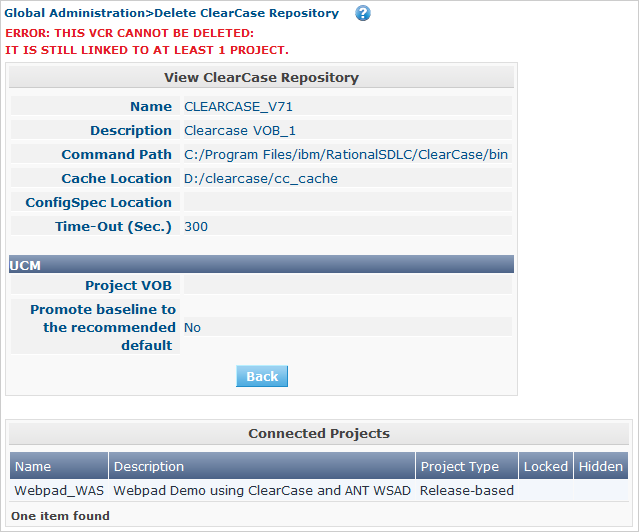 Global Administration>Delete ClearCase Repository ?
ERROR: THIS VCR CANNOT BE DELETED:
IT IS STILL LINKED TO AT LEAST 1 PROJECT.
View ClearCase Repository
Name CLEARCASE_V71
Description Clearcase VOB_1
Command Path C:/Program Files/ibm/RationalSDLC/ClearCase/bin
Cache Location D:/clearcase/cc_cache
ConfigSpec Location
Time-Out (Sec.) 300
UCM
Project VOB
Promote baseline to
the recommended No
default
Back
Connected Projects
Name Description Project Type Locked Hidden
Webpad_WAS Webpad Demo using ClearCase and ANT WSAD Release-based
One item found